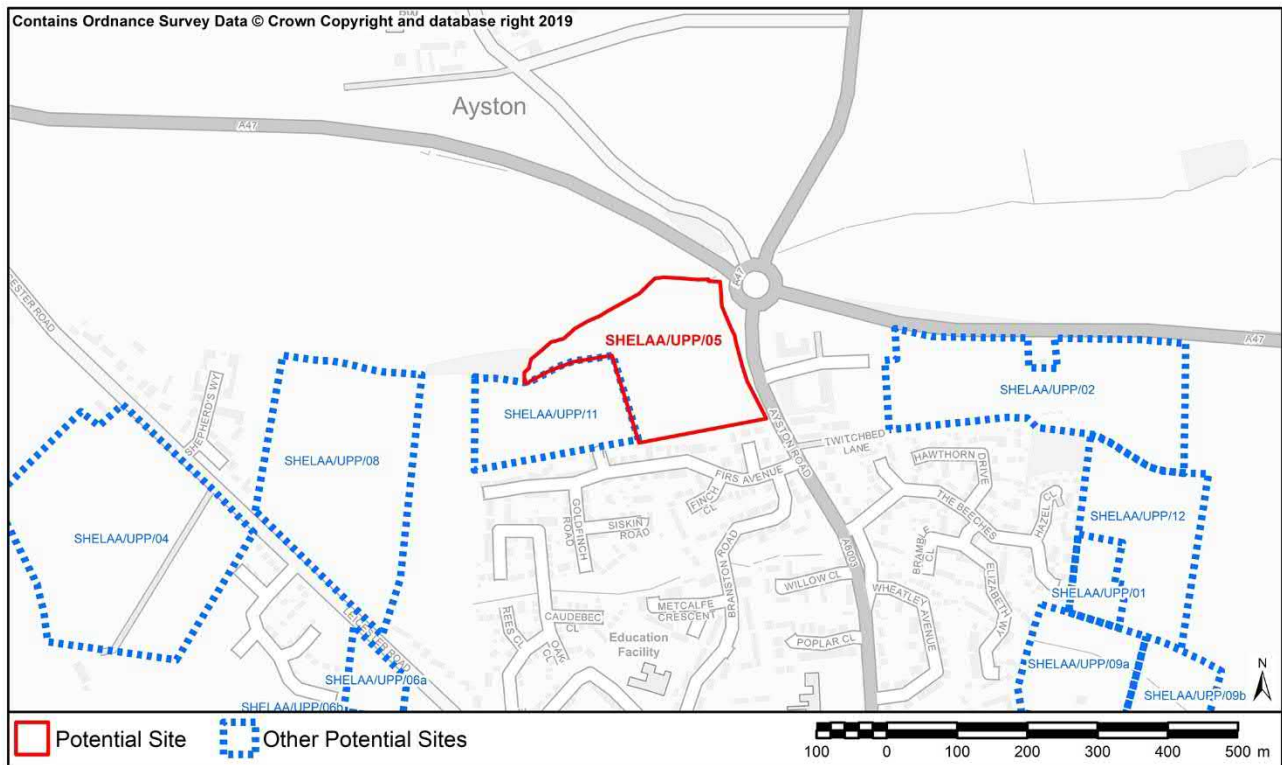 Contains Ordnance Survey Data © Crown Copyright and database right 2019
Ayston
A47
A47
A47
SHELAA/UPP/05
SHELAA/UPP/02
SHELAA/UPP/11
SHELAA/UPP/08
SHELAA/UPP/04
SHELAA/UPP/12
SHELAA/UPP/01
SHELAA/UPP/09a
SHELAA/UPP/09b
SHELAA/UPP/06a
SHELAA/UPP/06b
SHEPHERD'S WY
LEICESTER ROAD
AYSTON ROAD
TWITCHBED
LANE
HAWTHORN
DRIVE
THE BEECHES
HAZEL CL
FIRS AVENUE
FINCH
CL
GOLDFINCH
ROAD
SISKIN
ROAD
BRANSTON ROAD
A6003
BRAMBLE
CL
ELIZABETH WY
WILLOW CL
WHEATLEY AVENUE
METCALFE
CRESCENT
POPLAR CL
REES CL
CAUDEBEC
CL
OAKS
CL
Education
Facility
N
Potential Site
Other Potential Sites
100 0 100 200 300 400 500 m